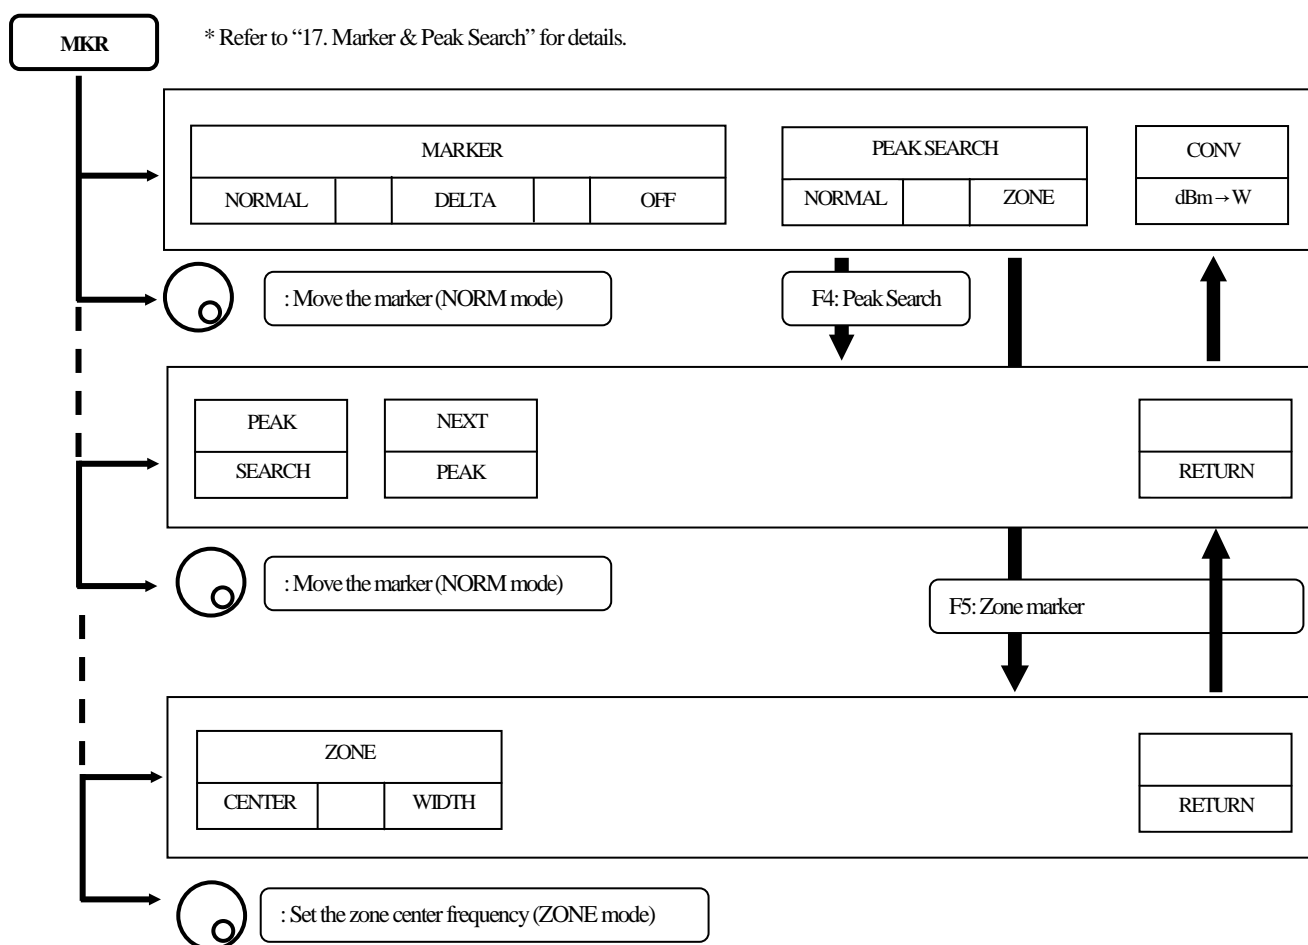 MKR
* Refer to “17. Marker & Peak Search” for details.
MARKER
NORMAL DELTA OFF
PEAK SEARCH
NORMAL ZONE
CONV
dBm→W
: Move the marker (NORM mode)
F4: Peak Search
PEAK
SEARCH
NEXT
PEAK
RETURN
: Move the marker (NORM mode)
F5: Zone marker
ZONE
CENTER WIDTH
RETURN
: Set the zone center frequency (ZONE mode)